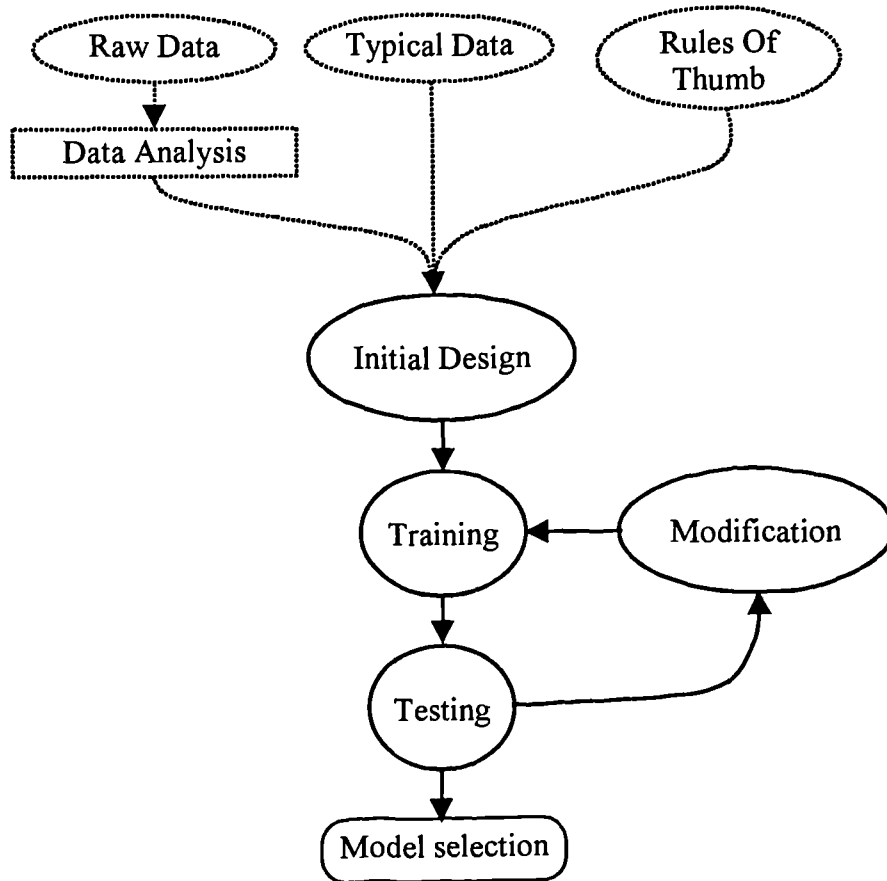 Raw Data
Typical Data
Rules Of
Thumb
Data Analysis
Initial Design
Training
Modification
Testing
Model selection